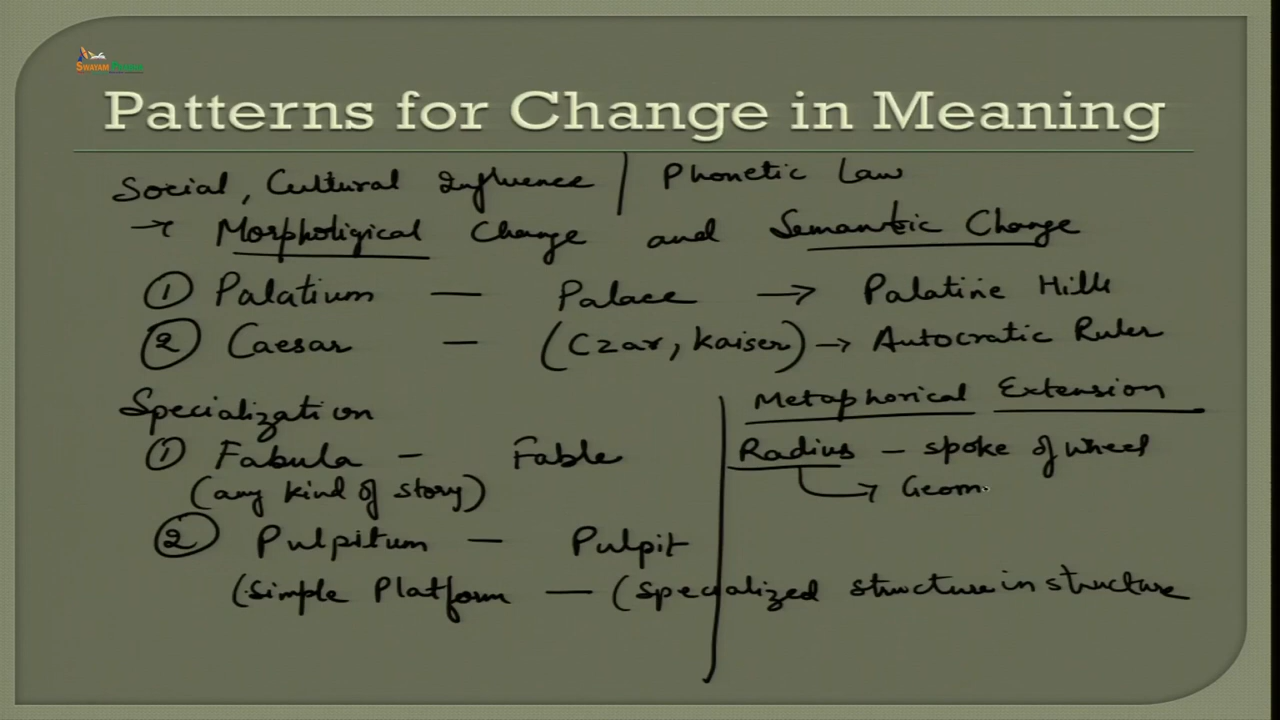 SWAYAM PRABHA
Patterns for Change in Meaning
Social, Cultural Influence | Phonetic Law
→ Morpholigical Change and Semantic Change
① Palatium — Palace → Palatine Hills
② Caesar — (Czar, Kaiser) → Autocratic Ruler
Specialization
① Fabula — Fable
(any kind of story)
② Pulpitum — Pulpit
(Simple Platform — (Specialized structure in structure
Metaphorical Extension
Radius — spoke of wheel
→ Geom